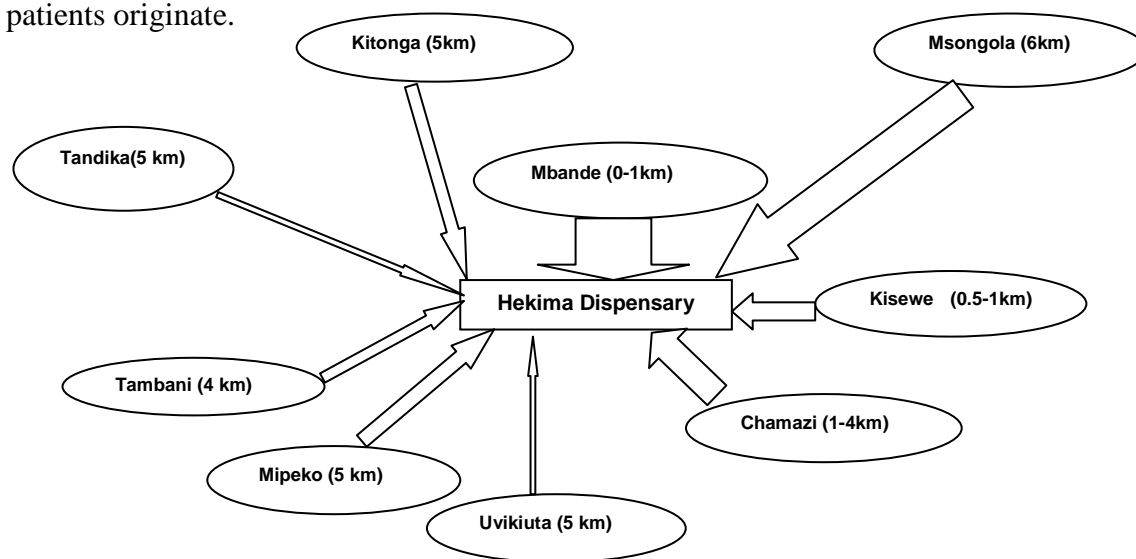 patients originate.
Kitonga (5km)
Msongola (6km)
Tandika(5 km)
Mbande (0-1km)
Hekima Dispensary
Kisewe (0.5-1km)
Tambani (4 km)
Chamazi (1-4km)
Mipeko (5 km)
Uvikiuta (5 km)